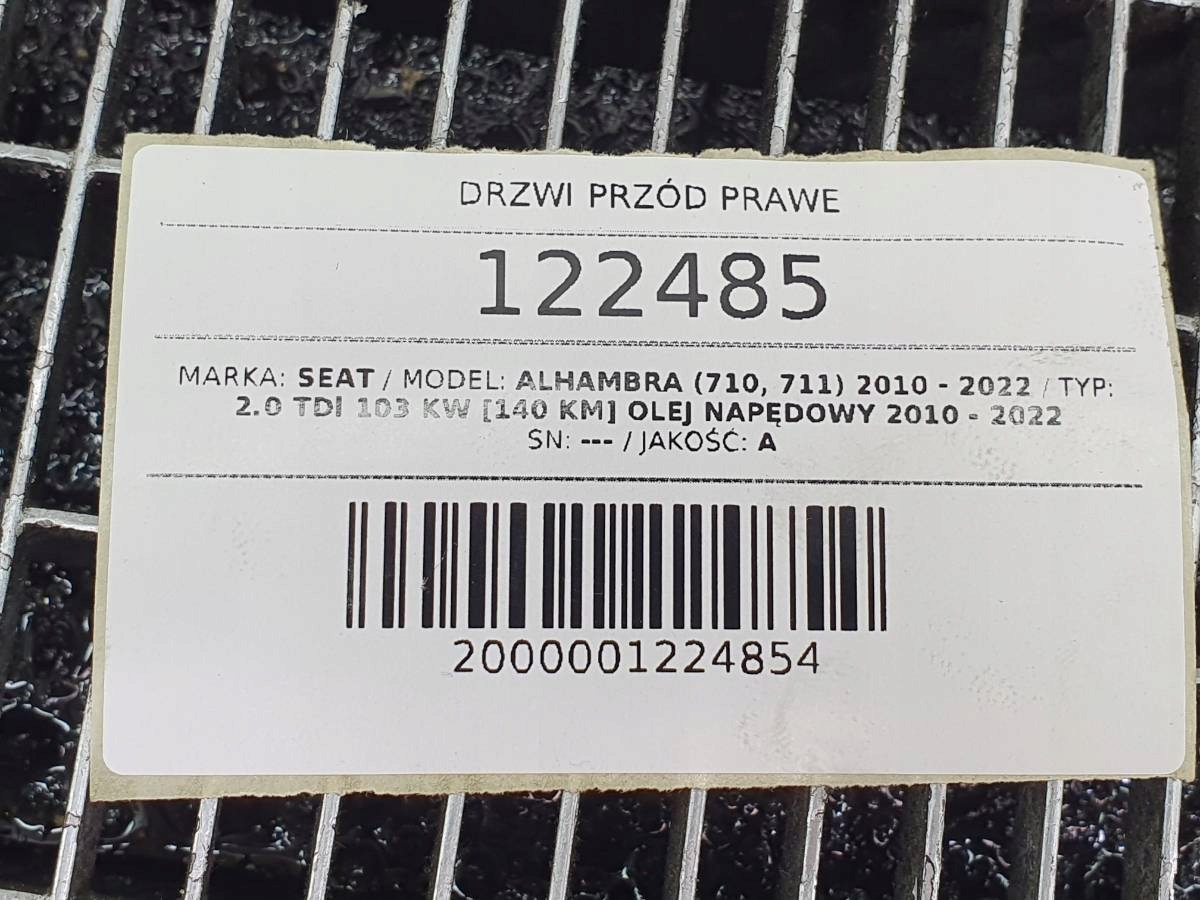 DRZWI PRZÓD PRAWE
122485
MARKA: SEAT / MODEL: ALHAMBRA (710, 711) 2010 - 2022 / TYP:
2.0 TDI 103 KW [140 KM] OLEJ NAPĘDOWY 2010 - 2022
SN: --- / JAKOŚĆ: A
2000001224854